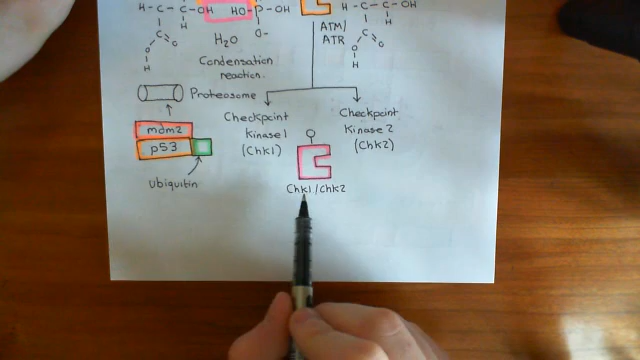 H-C-C-OH HO-P-OH
C-C-OH
C
O
O
H
H₂O
O-
ATM/
ATR
C
O
O
H
Condensation
reaction.
Proteosome
mdm2
p53
Ubiquitin
Checkpoint
Kinase 1
(Chk1)
Checkpoint
Kinase 2
(Chk2)
Chk1/Chk2